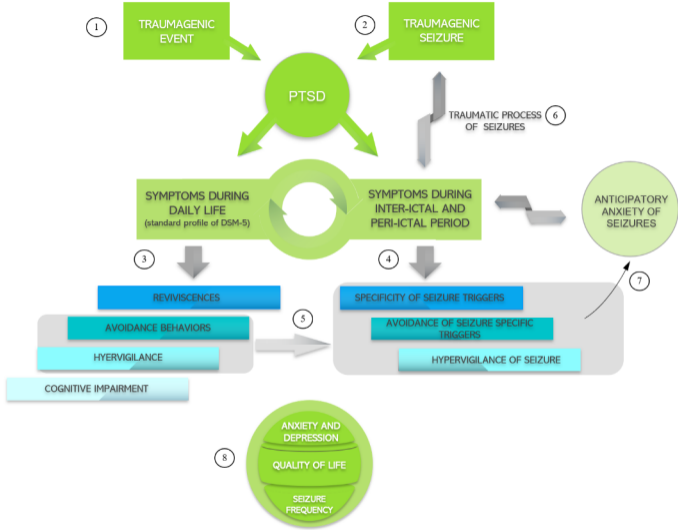 1
TRAUMAGENIC
EVENT
2
TRAUMAGENIC
SEIZURE
PTSD
TRAUMATIC PROCESS
OF SEIZURES
6
SYMPTOMS DURING
DAILY LIFE
(standard profile of DSM-5)
SYMPTOMS DURING
INTER-ICTAL AND
PERI-ICTAL PERIOD
ANTICIPATORY
ANXIETY OF
SEIZURES
3
4
7
REVIVISCENCES
AVOIDANCE BEHAVIORS
HYERVIGILANCE
COGNITIVE IMPAIRMENT
5
SPECIFICITY OF SEIZURE TRIGGERS
AVOIDANCE OF SEIZURE SPECIFIC
TRIGGERS
HYPERVIGILANCE OF SEIZURE
8
ANXIETY AND
DEPRESSION
QUALITY OF LIFE
SEIZURE
FREQUENCY